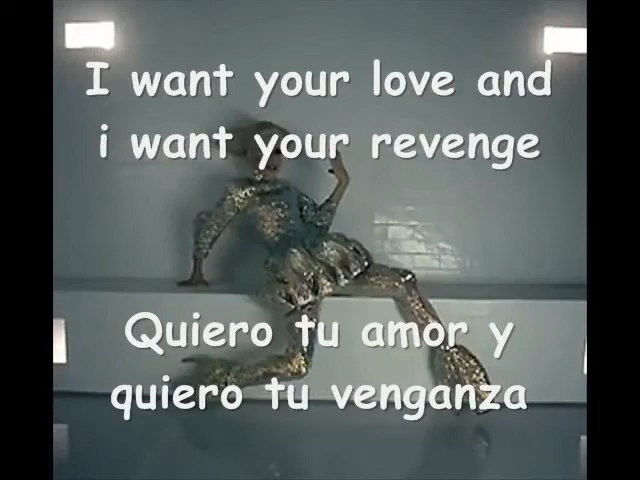 I want your love and
i want your revenge
Quiero tu amor y
quiero tu venganza